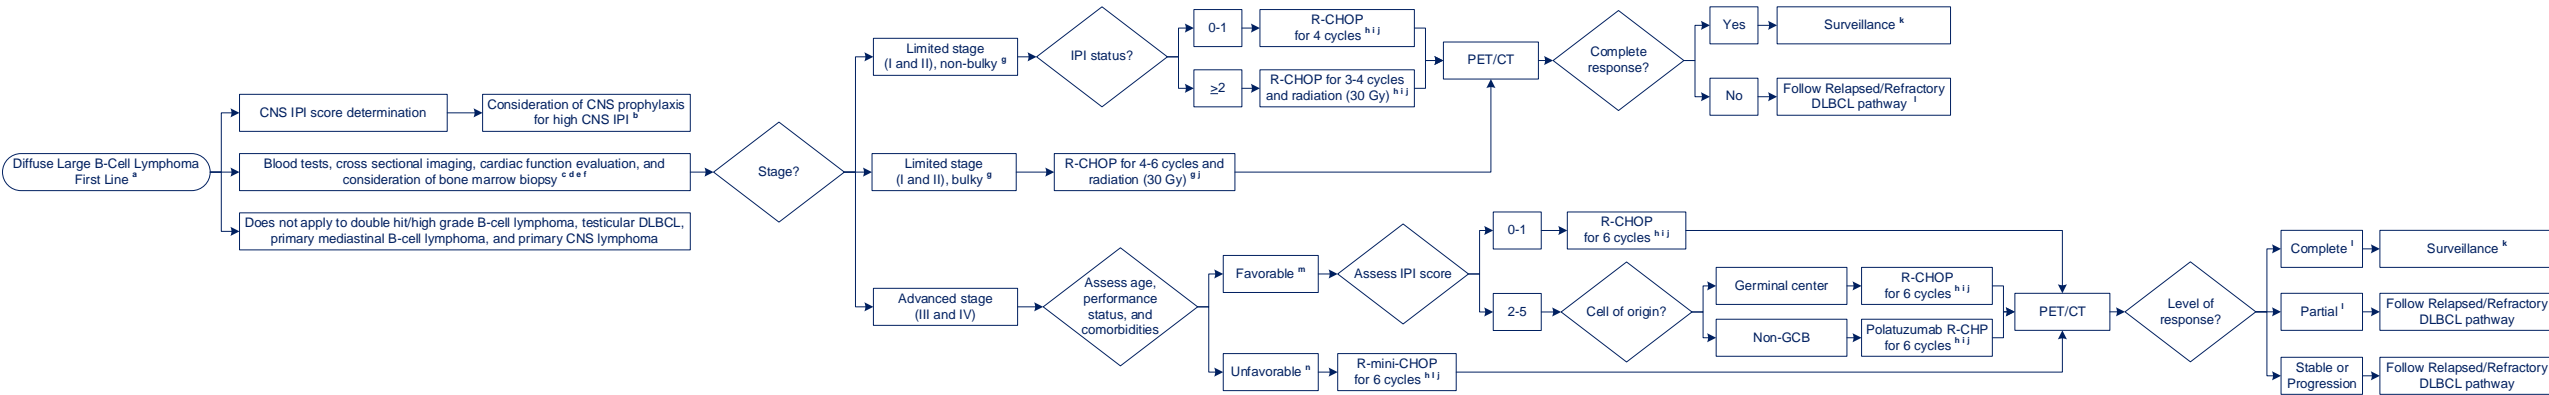 Diffuse Large B-Cell Lymphoma
First Line a
CNS IPI score determination
Consideration of CNS prophylaxis
for high CNS IPI b
Blood tests, cross sectional imaging, cardiac function evaluation, and
consideration of bone marrow biopsy c d e f
Does not apply to double hit/high grade B-cell lymphoma, testicular DLBCL,
primary mediastinal B-cell lymphoma, and primary CNS lymphoma
Stage?
Limited stage
(I and II), non-bulky g
IPI status?
0-1
R-CHOP
for 4 cycles h i j
≥2
R-CHOP for 3-4 cycles
and radiation (30 Gy) h i j
PET/CT
Complete
response?
Yes
Surveillance k
No
Follow Relapsed/Refractory
DLBCL pathway l
Limited stage
(I and II), bulky g
R-CHOP for 4-6 cycles and
radiation (30 Gy) g j
Advanced stage
(III and IV)
Assess age,
performance
status, and
comorbidities
Favorable m
Assess IPI score
0-1
R-CHOP
for 6 cycles h i j
2-5
Cell of origin?
Germinal center
R-CHOP
for 6 cycles h i j
Non-GCB
Polatuzumab R-CHP
for 6 cycles h i j
Unfavorable n
R-mini-CHOP
for 6 cycles h I j
PET/CT
Level of
response?
Complete l
Surveillance k
Partial l
Follow Relapsed/Refractory
DLBCL pathway
Stable or
Progression
Follow Relapsed/Refractory
DLBCL pathway